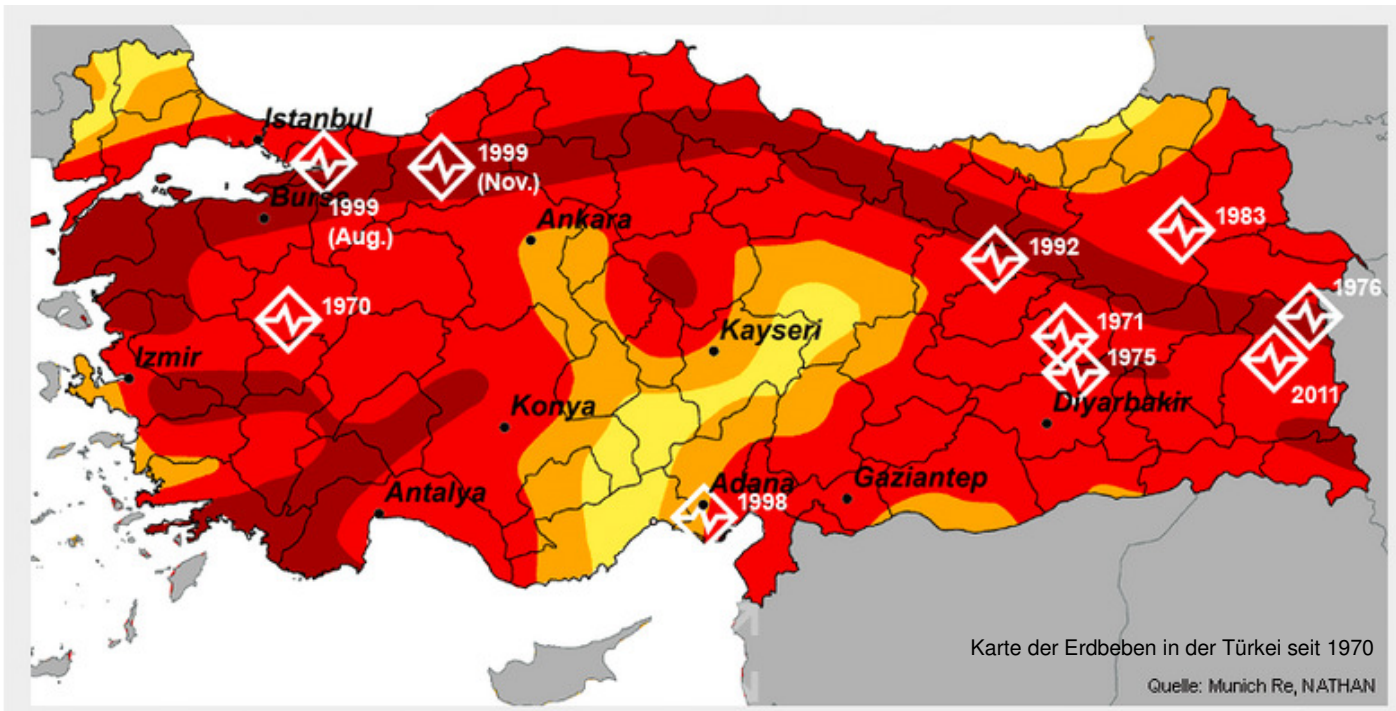 Istanbul
1999
(Nov.)
Bursa
1999
(Aug.)
Ankara
1983
1992
1976
1970
Kayseri
1971
Izmir
1975
2011
Konya
Diyarbakir
Antalya
Adana
1998
Gaziantep
Karte der Erdbeben in der Türkei seit 1970
Quelle: Munich Re, NATHAN